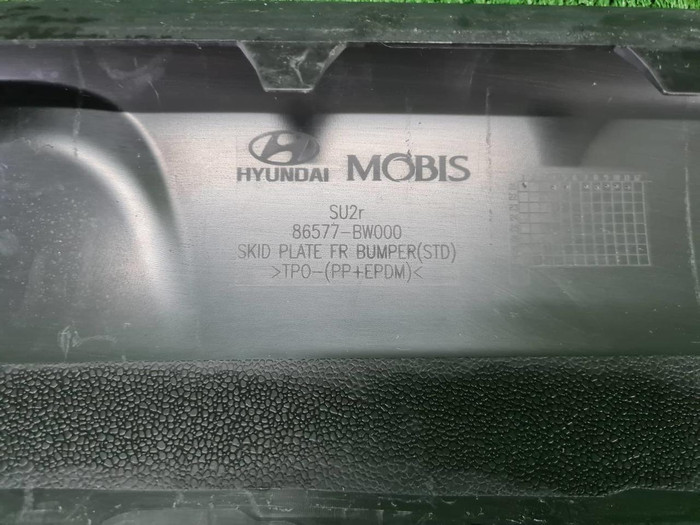 HYUNDAI MOBIS
SU2r
86577-BW000
SKID PLATE FR BUMPER(STD)
>TPO-(PP+EPDM)<